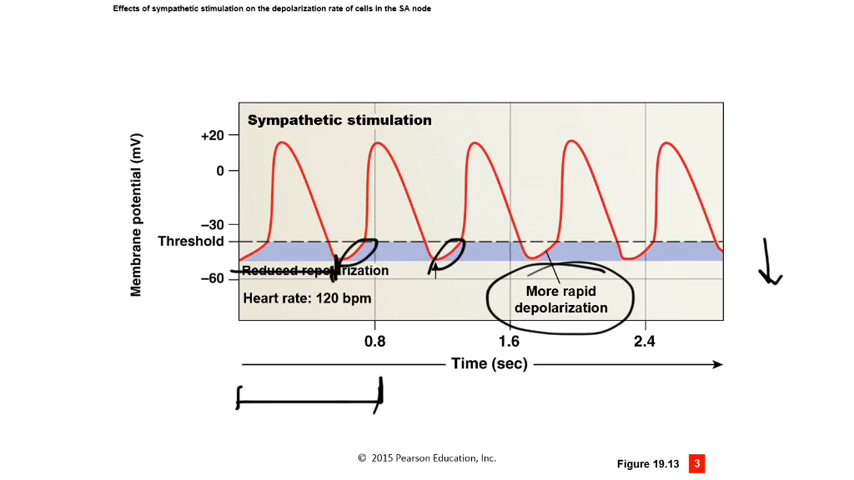 Effects of sympathetic stimulation on the depolarization rate of cells in the SA node
Sympathetic stimulation
Membrane potential (mV)
+20
0
–30
Threshold
–60
Reduced repolarization
Heart rate: 120 bpm
More rapid
depolarization
0.8
1.6
2.4
Time (sec)
© 2015 Pearson Education, Inc.
Figure 19.13 3